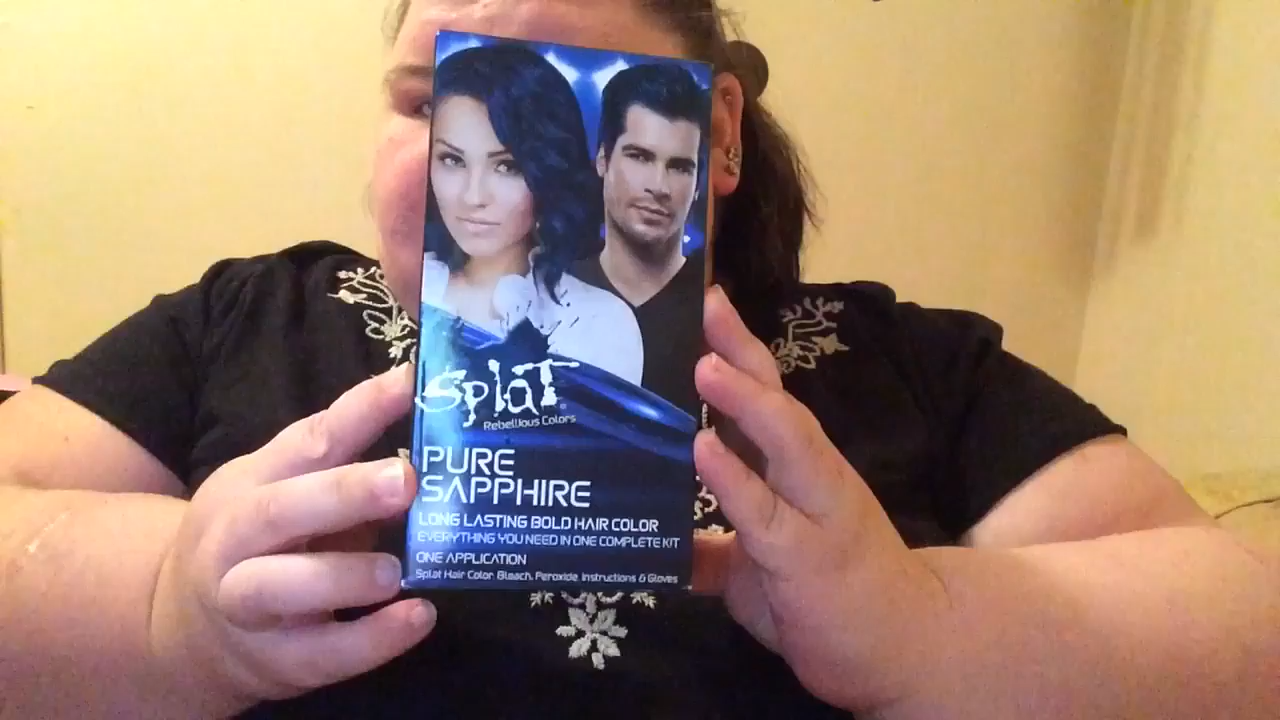 Splat
Rebellious Colors
PURE
SAPPHIRE
LONG LASTING BOLD HAIR COLOR
EVERYTHING YOU NEED IN ONE COMPLETE KIT
ONE APPLICATION
Splat Hair Color, Bleach, Peroxide, Instructions & Gloves